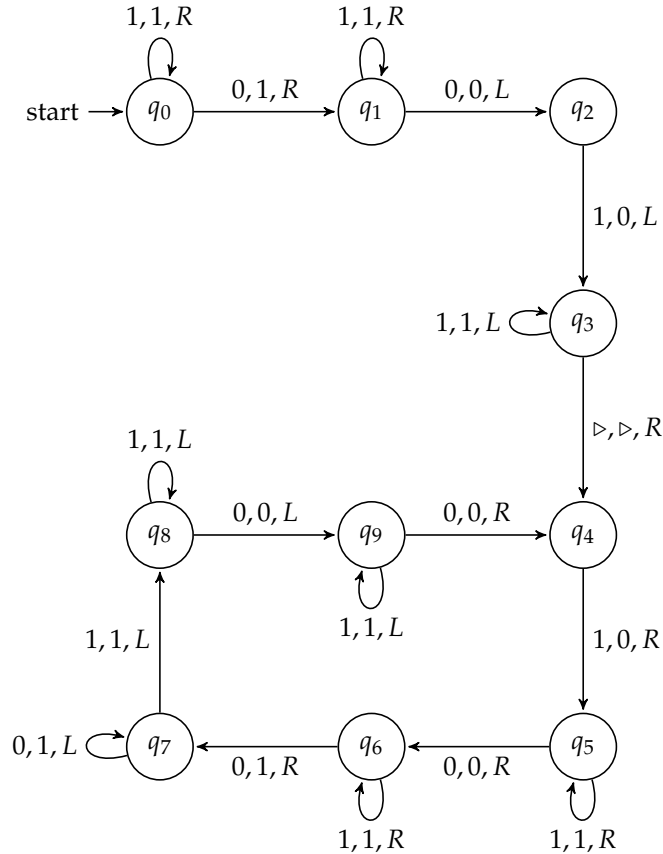 1, 1, R 1, 1, R
0, 1, R 0, 0, L
start q0 q1 q2
1, 0, L
1, 1, L q3
▷, ▷, R
1, 1, L
0, 0, L 0, 0, R
q8 q9 q4
1, 1, L
1, 1, L 1, 0, R
0, 1, L q7 q6 q5
0, 1, R 0, 0, R
1, 1, R 1, 1, R